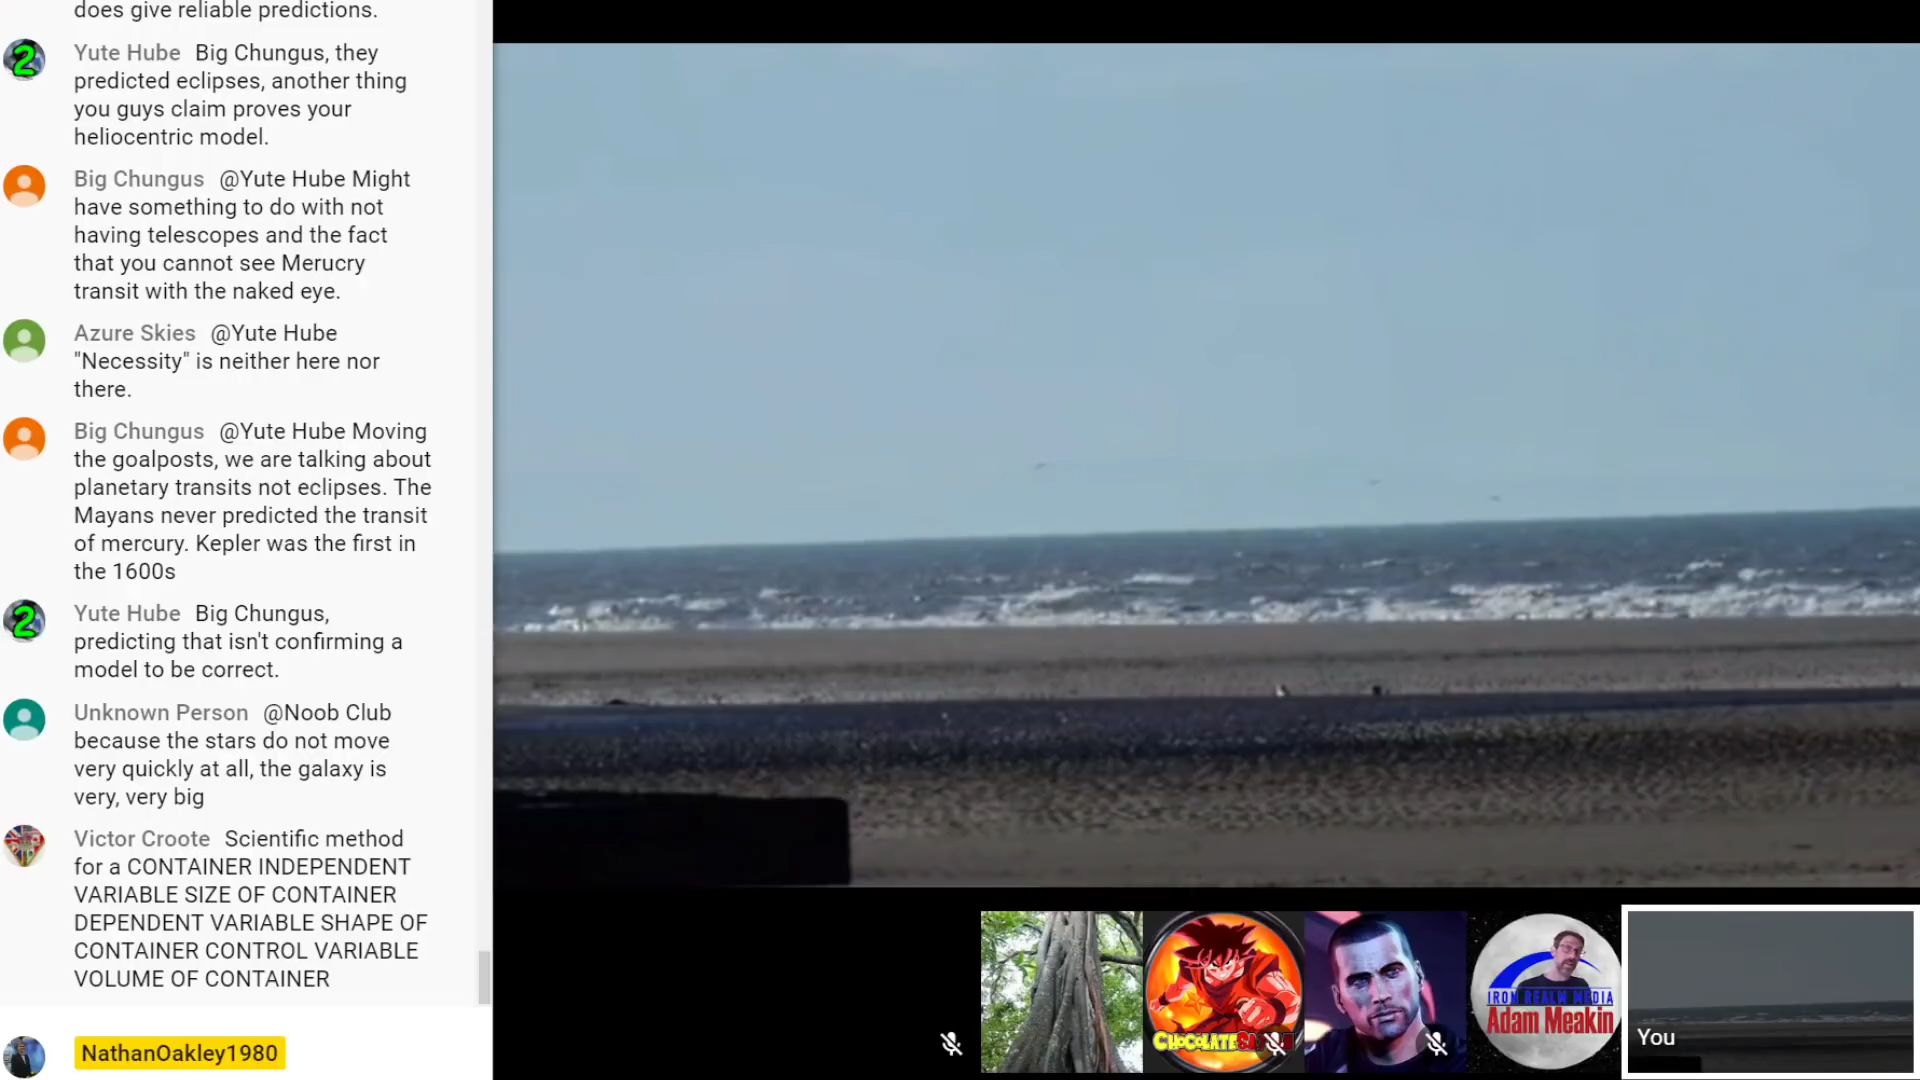 does give reliable predictions.
Yute Hube Big Chungus, they
predicted eclipses, another thing
you guys claim proves your
heliocentric model.
Big Chungus @Yute Hube Might
have something to do with not
having telescopes and the fact
that you cannot see Merucry
transit with the naked eye.
Azure Skies @Yute Hube
"Necessity" is neither here nor
there.
Big Chungus @Yute Hube Moving
the goalposts, we are talking about
planetary transits not eclipses. The
Mayans never predicted the transit
of mercury. Kepler was the first in
the 1600s
Yute Hube Big Chungus,
predicting that isn't confirming a
model to be correct.
Unknown Person @Noob Club
because the stars do not move
very quickly at all, the galaxy is
very, very big
Victor Croote Scientific method
for a CONTAINER INDEPENDENT
VARIABLE SIZE OF CONTAINER
DEPENDENT VARIABLE SHAPE OF
CONTAINER CONTROL VARIABLE
VOLUME OF CONTAINER
NathanOakley1980
2
2
IRON REALM MEDIA
Adam Meakin
You